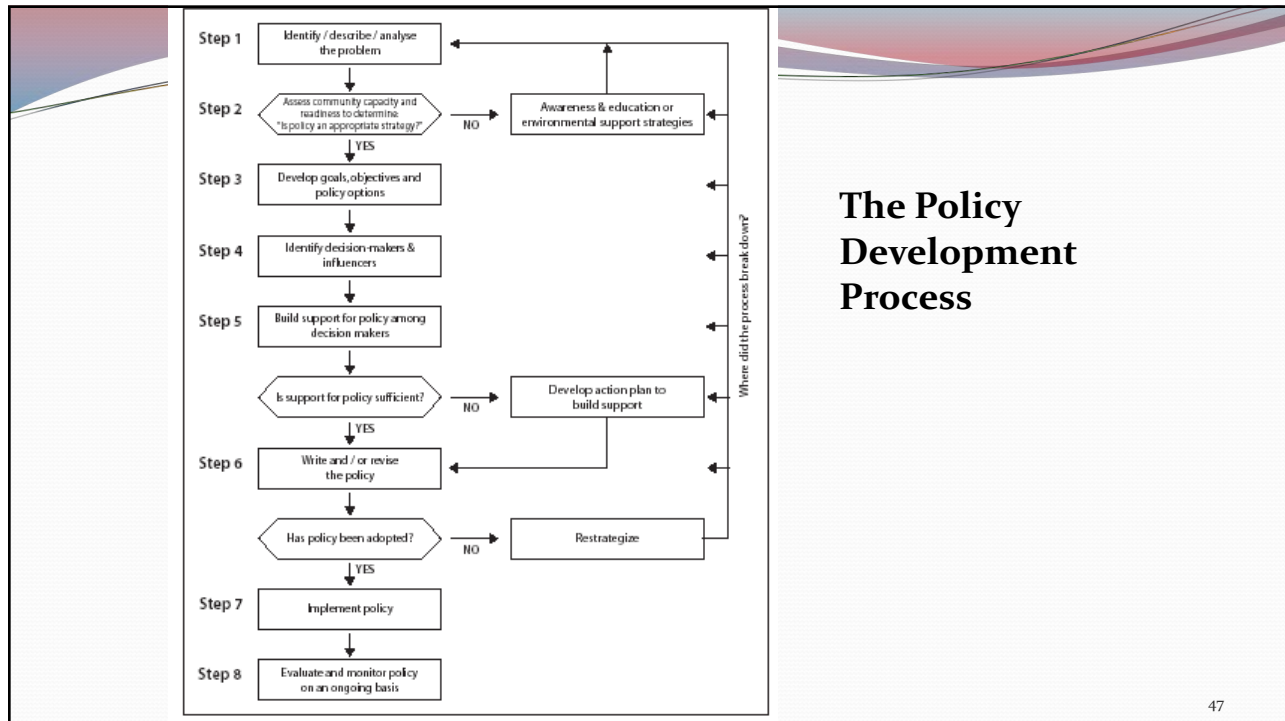 Step 1
Identify / describe / analyse
the problem
Step 2
Assess community capacity and
readiness to determine:
"Is policy an appropriate strategy?"
NO
Awareness & education or
environmental support strategies
YES
Step 3
Develop goals, objectives and
policy options
Step 4
Identify decision-makers &
influencers
Step 5
Build support for policy among
decision makers
Is support for policy sufficient?
NO
Develop action plan to
build support
YES
Step 6
Write and / or revise
the policy
Has policy been adopted?
NO
Restrategize
YES
Step 7
Implement policy
Step 8
Evaluate and monitor policy
on an ongoing basis
Where did the process break down?
The Policy
Development
Process
47